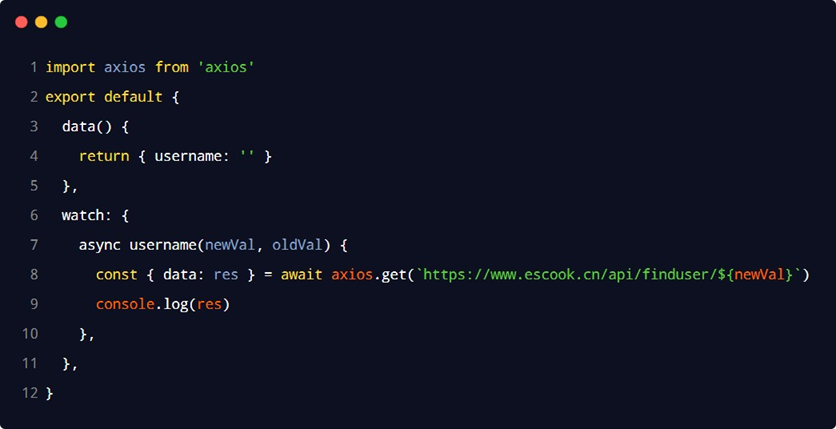 1 import axios from 'axios'
2 export default {
3   data() {
4     return { username: '' }
5   },
6   watch: {
7     async username(newVal, oldVal) {
8       const { data: res } = await axios.get(`https://www.escook.cn/api/finduser/${newVal}`)
9       console.log(res)
10     },
11   },
12 }